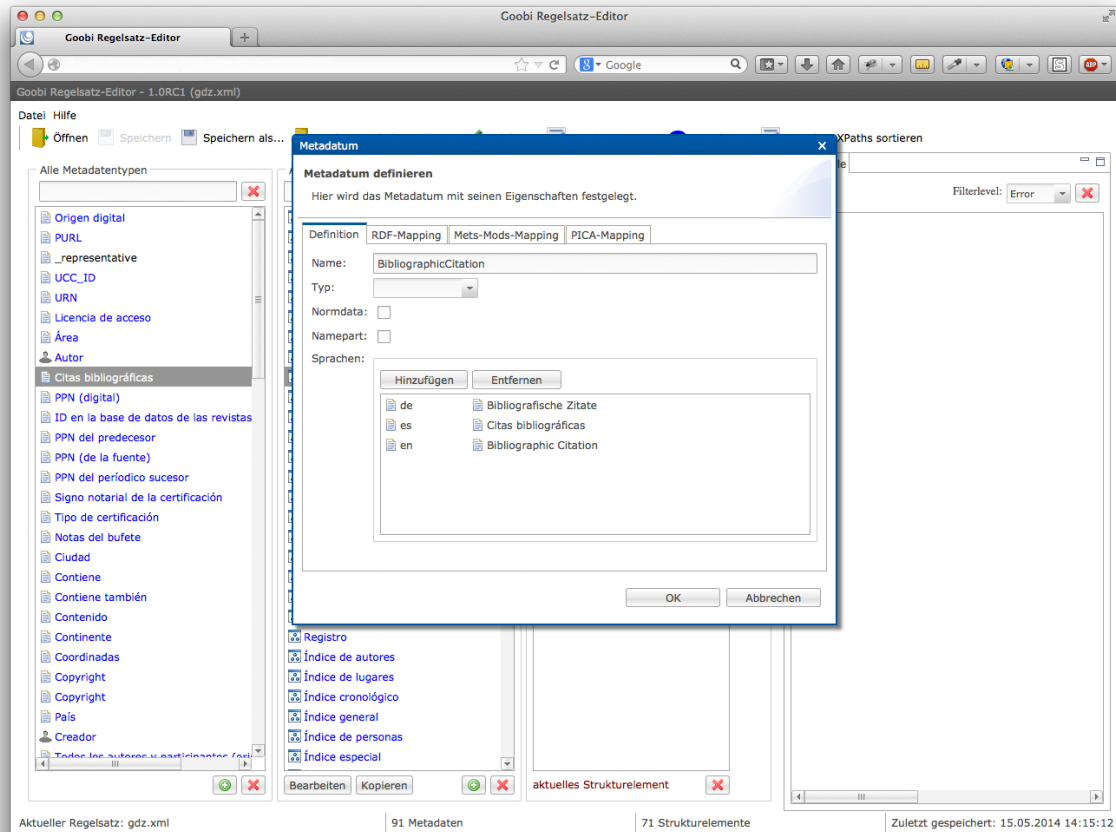 Goobi Regelsatz-Editor
Goobi Regelsatz-Editor
Google
ABP
Goobi Regelsatz-Editor - 1.0RC1 (gdz.xml)
Datei Hilfe
Öffnen Speichern Speichern als... XPaths sortieren
Alle Metadatentypen
Origen digital
PURL
_representative
UCC_ID
URN
Licencia de acceso
Área
Autor
Citas bibliográficas
PPN (digital)
ID en la base de datos de las revistas
PPN del predecesor
PPN (de la fuente)
PPN del períodico sucesor
Signo notarial de la certificación
Tipo de certificación
Notas del bufete
Ciudad
Contiene
Contiene también
Contenido
Continente
Coordinadas
Copyright
Copyright
País
Creador
Todos los autores y participantes
Metadatum
Metadatum definieren
Hier wird das Metadatum mit seinen Eigenschaften festgelegt.
Definition RDF-Mapping Mets-Mods-Mapping PICA-Mapping
Name: BibliographicCitation
Typ:
Normdata:
Namepart:
Sprachen:
Hinzufügen Entfernen
de Bibliografische Zitate
es Citas bibliográficas
en Bibliographic Citation
OK Abbrechen
Registro
Índice de autores
Índice de lugares
Índice cronológico
Índice general
Índice de personas
Índice especial
Bearbeiten Kopieren
aktuelles Strukturelement
Filterlevel: Error
Aktueller Regelsatz: gdz.xml 91 Metadaten 71 Strukturelemente Zuletzt gespeichert: 15.05.2014 14:15:12